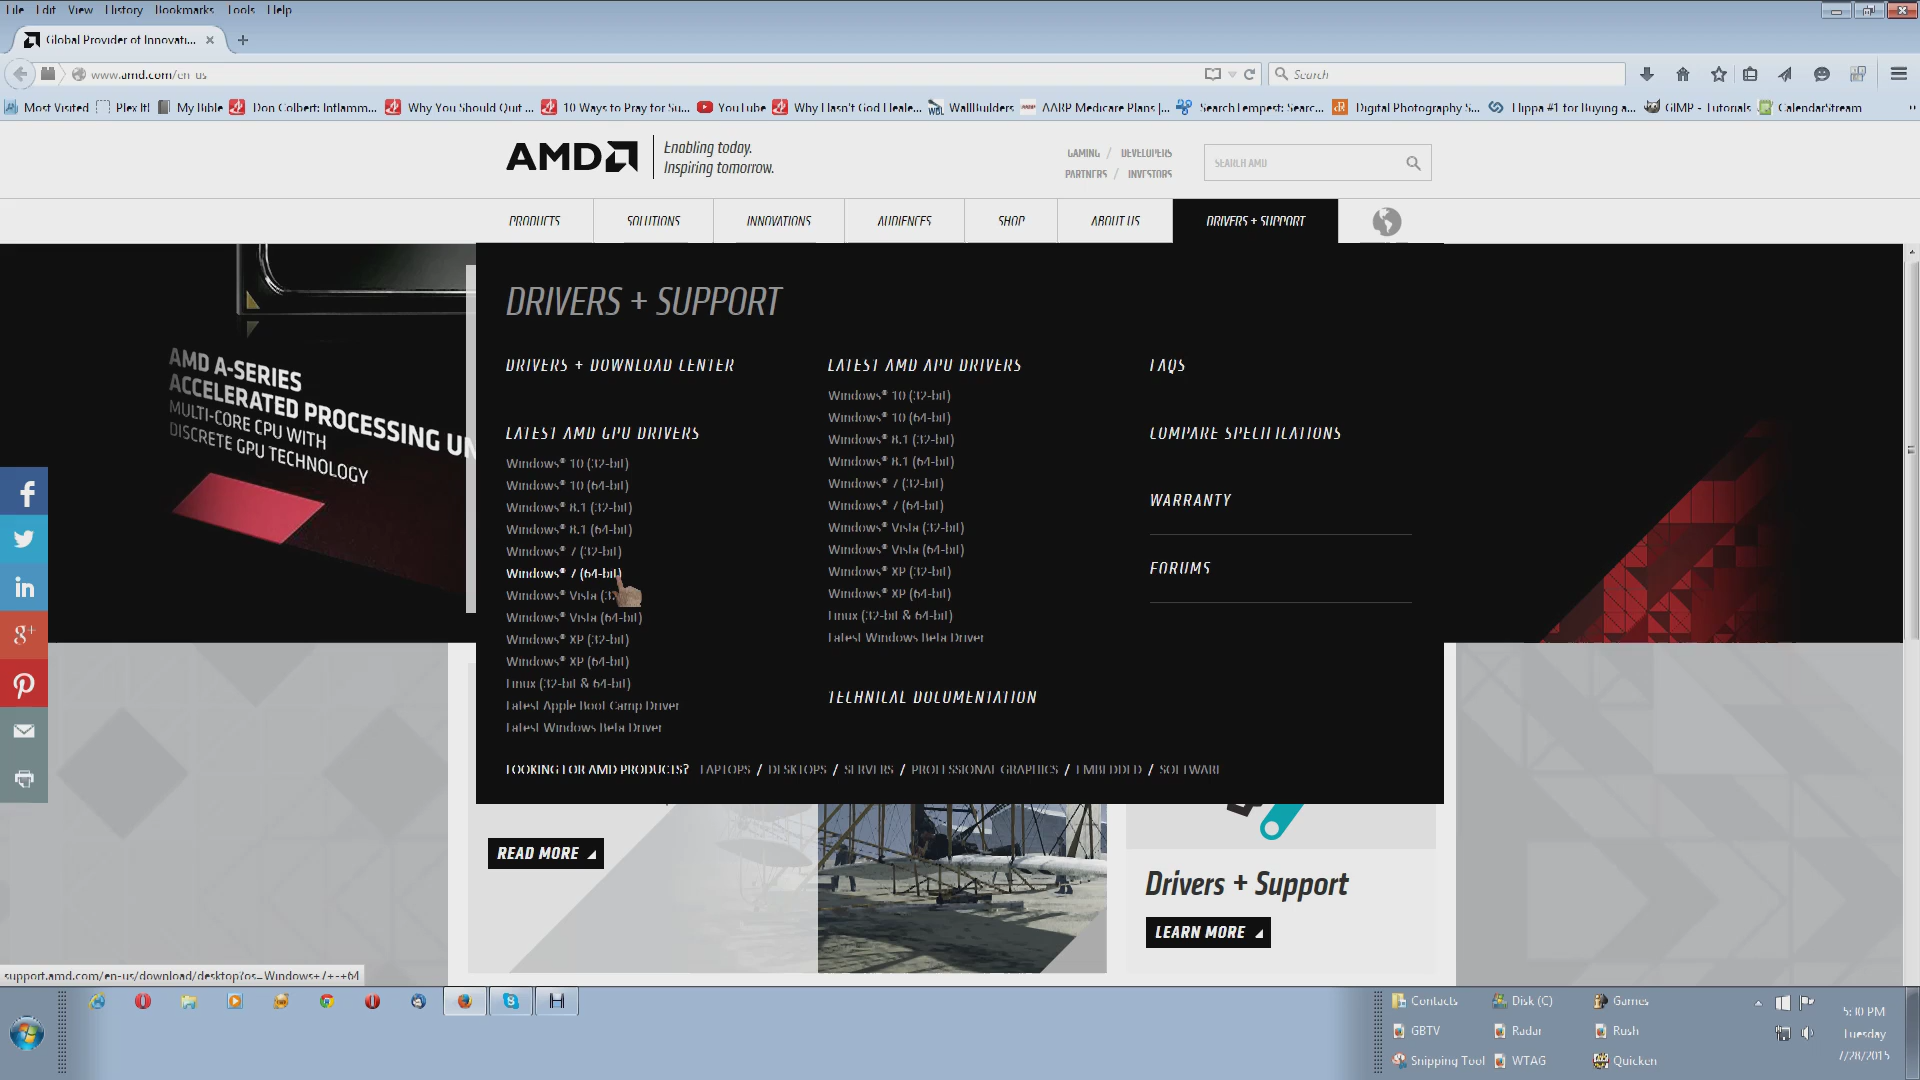 File Edit View History Bookmarks Tools Help
Global Provider of Innovati...
www.amd.com/en-us
Search
Most Visited Plex It! My Bible Don Colbert: Inflamm... Why You Should Quit ... 10 Ways to Pray for Su... YouTube Why Hasn't God Heale... WallBuilders AARP Medicare Plans |... SearchTempest: Searc... Digital Photography S... Flippa #1 for Buying a... GIMP - Tutorials CalendarStream
AMD
Enabling today.
Inspiring tomorrow.
GAMING / DEVELOPERS
PARTNERS / INVESTORS
SEARCH AMD
PRODUCTS SOLUTIONS INNOVATIONS AUDIENCES SHOP ABOUT US DRIVERS + SUPPORT
AMD A-SERIES
ACCELERATED PROCESSING UN
MULTI-CORE CPU WITH
DISCRETE GPU TECHNOLOGY
DRIVERS + SUPPORT
DRIVERS + DOWNLOAD CENTER
LATEST AMD GPU DRIVERS
Windows® 10 (32-bit)
Windows® 10 (64-bit)
Windows® 8.1 (32-bit)
Windows® 8.1 (64-bit)
Windows® 7 (32-bit)
Windows® 7 (64-bit)
Windows® Vista (32
Windows® Vista (64-bit)
Windows® XP (32-bit)
Windows® XP (64-bit)
Linux (32-bit & 64-bit)
Latest Apple Boot Camp Driver
Latest Windows Beta Driver
LATEST AMD APU DRIVERS
Windows® 10 (32-bit)
Windows® 10 (64-bit)
Windows® 8.1 (32-bit)
Windows® 8.1 (64-bit)
Windows® 7 (32-bit)
Windows® 7 (64-bit)
Windows® Vista (32-bit)
Windows® Vista (64-bit)
Windows® XP (32-bit)
Windows® XP (64-bit)
Linux (32-bit & 64-bit)
Latest Windows Beta Driver
TECHNICAL DOCUMENTATION
FAQS
COMPARE SPECIFICATIONS
WARRANTY
FORUMS
LOOKING FOR AMD PRODUCTS? LAPTOPS / DESKTOPS / SERVERS / PROFESSIONAL GRAPHICS / EMBEDDED / SOFTWARE
READ MORE
Drivers + Support
LEARN MORE
support.amd.com/en-us/download/desktop?os=Windows+7+-+64
Contacts Disk (C) Games
GBTV Radar Rush
Snipping Tool WTAG Quicken
5:30 PM
Tuesday
7/28/2015